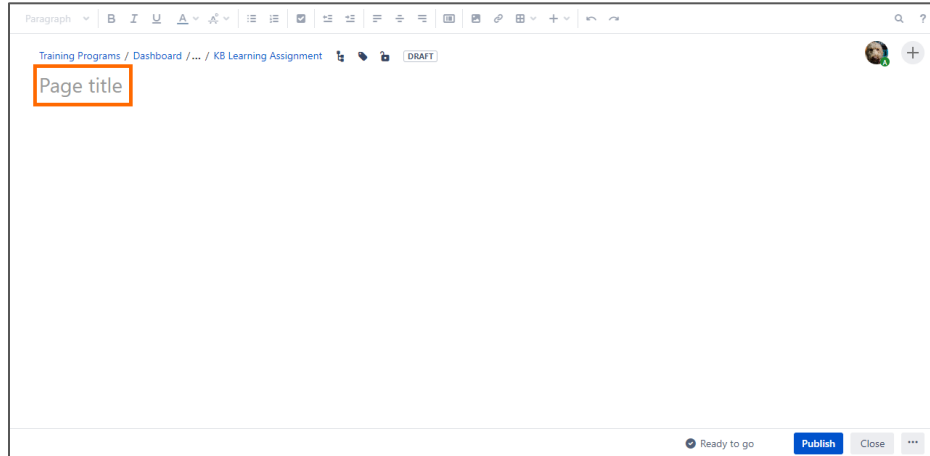 Paragraph B I U A
Training Programs / Dashboard /... / KB Learning Assignment DRAFT
Page title
Ready to go Publish Close ...